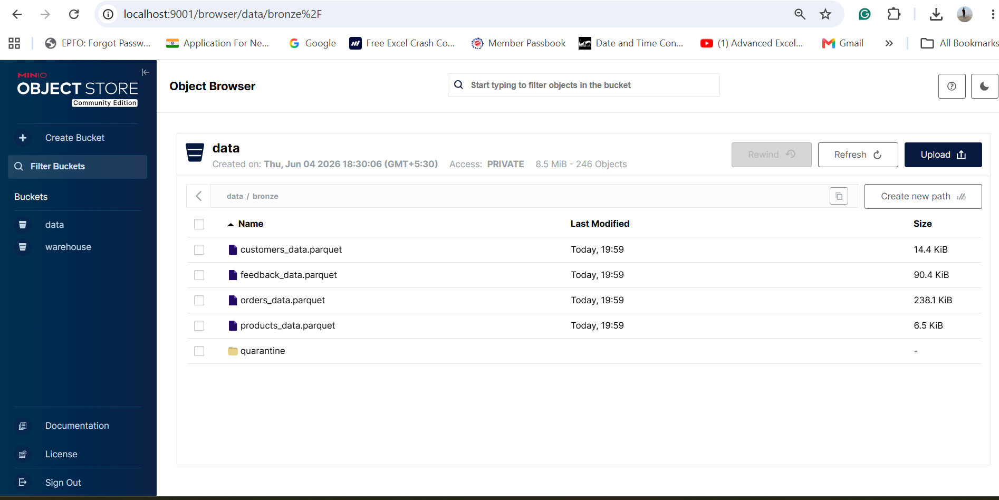 localhost:9001/browser/data/bronze%2F
EPFO: Forgot Passw...
Application For Ne...
Google
Free Excel Crash Co...
Member Passbook
Date and Time Con...
(1) Advanced Excel...
Gmail
All Bookmarks
MINIO
OBJECT STORE
Community Edition
Create Bucket
Filter Buckets
Buckets
data
warehouse
Documentation
License
Sign Out
Object Browser
Start typing to filter objects in the bucket
data
Created on: Thu, Jun 04 2026 18:30:06 (GMT+5:30) Access: PRIVATE 8.5 MiB - 246 Objects
Rewind
Refresh
Upload
data / bronze
Create new path
Name Last Modified Size
customers_data.parquet Today, 19:59 14.4 KiB
feedback_data.parquet Today, 19:59 90.4 KiB
orders_data.parquet Today, 19:59 238.1 KiB
products_data.parquet Today, 19:59 6.5 KiB
quarantine -